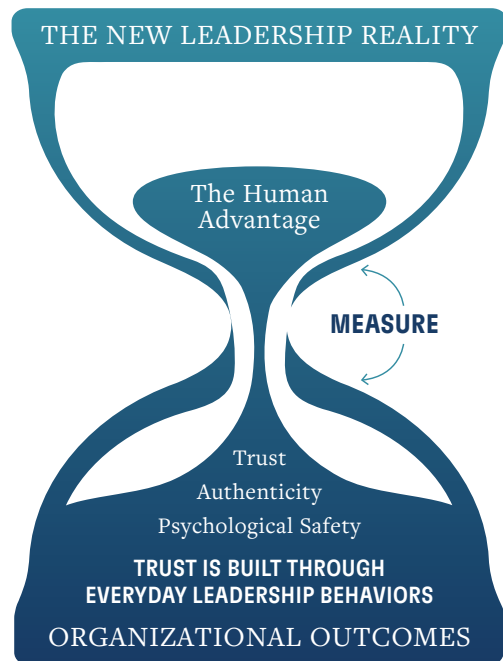 THE NEW LEADERSHIP REALITY
The Human
Advantage
MEASURE
Trust
Authenticity
Psychological Safety
TRUST IS BUILT THROUGH
EVERYDAY LEADERSHIP BEHAVIORS
ORGANIZATIONAL OUTCOMES